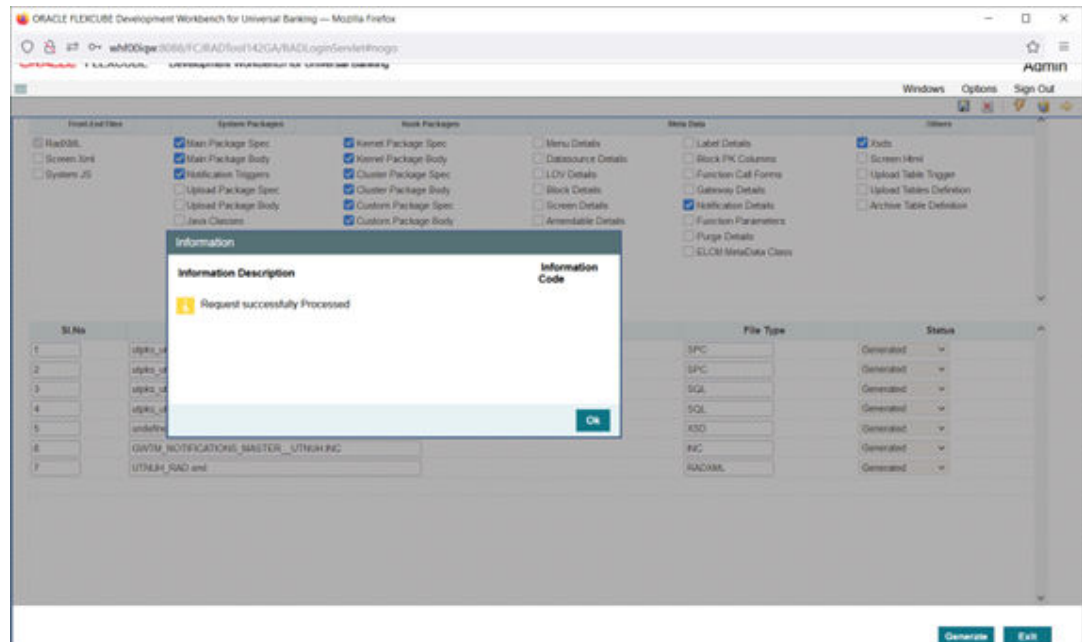 ORACLE FLEXCUBE Development Workbench for Universal Banking — Mozilla Firefox
Admin
Windows Options Sign Out
Front End Files System Packages Hook Packages Meta Data Others
RadXML Main Package Spec Kernel Package Spec Menu Details Label Details Xsds
Screen Xml Main Package Body Kernel Package Body Datasource Details Block PK Columns Screen Html
System JS Notification Triggers Cluster Package Spec LOV Details Function Call Forms Upload Table Trigger
Upload Package Spec Cluster Package Body Block Details Gateway Details Upload Tables Definition
Upload Package Body Custom Package Spec Screen Details Notification Details Archive Table Definition
Java Classes Custom Package Body Amendable Details Function Parameters
Purge Details
ELCM MetaData Class
Information
Information Description Information Code
Request successfully Processed
Ok
Sl.No File Type Status
1 SPC Generated
2 SPC Generated
3 SQL Generated
4 SQL Generated
5 XSD Generated
6 INC Generated
7 UTNUH_RAD.xml RADXML Generated
Generate Exit